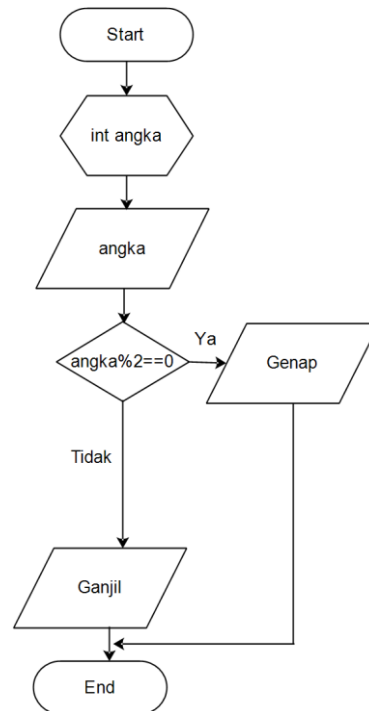 Start
int angka
angka
angka%2==0
Ya
Genap
Tidak
Ganjil
End